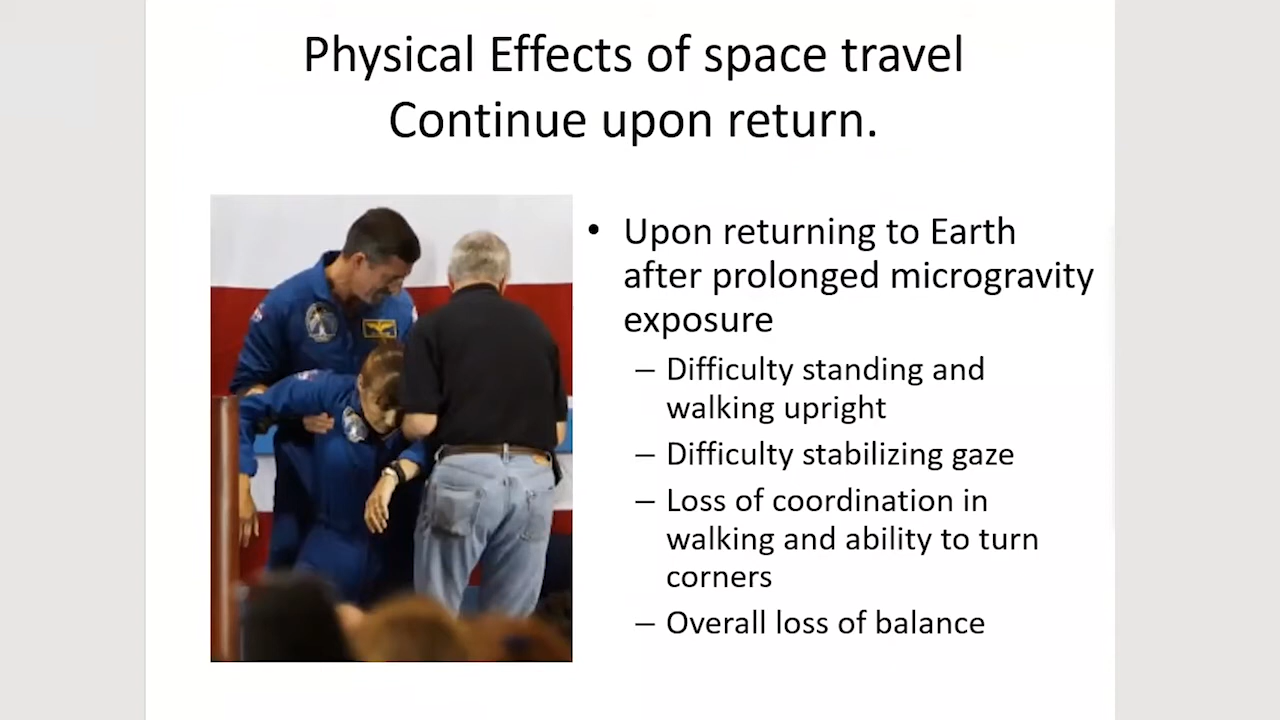 Physical Effects of space travel
Continue upon return.
• Upon returning to Earth
after prolonged microgravity
exposure
– Difficulty standing and
walking upright
– Difficulty stabilizing gaze
– Loss of coordination in
walking and ability to turn
corners
– Overall loss of balance